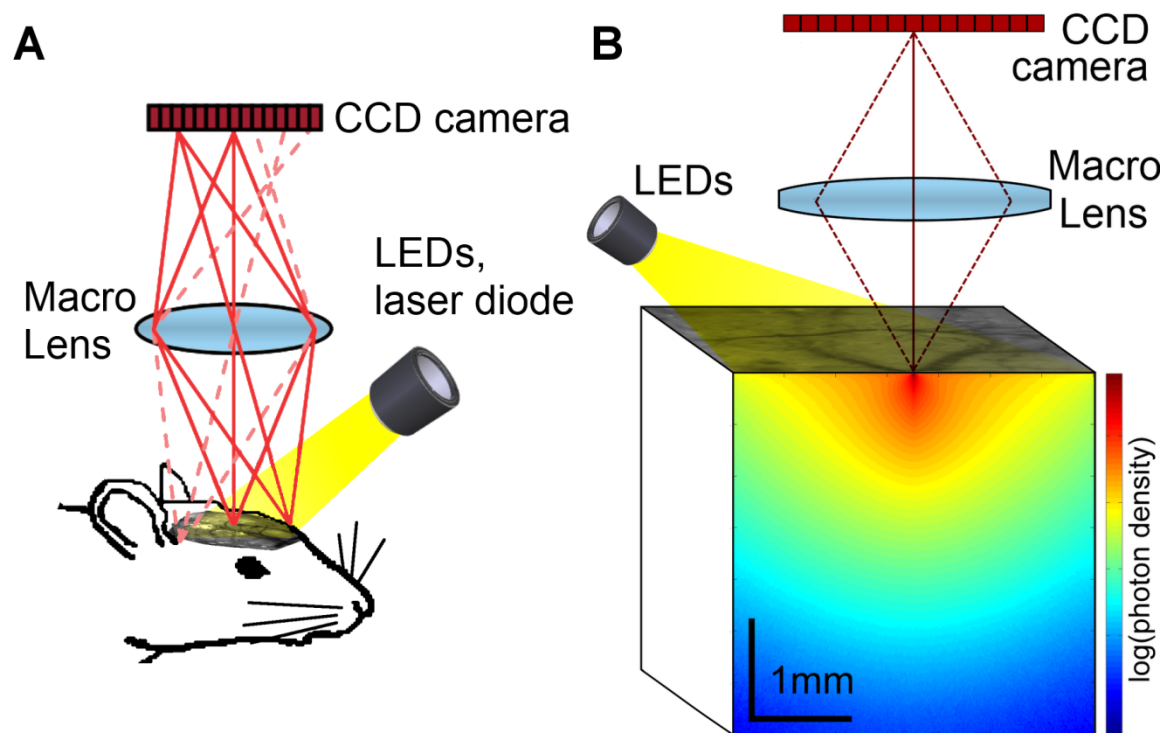 A
CCD camera
LEDs,
laser diode
Macro
Lens
B
CCD
camera
LEDs
Macro
Lens
1mm
log(photon density)